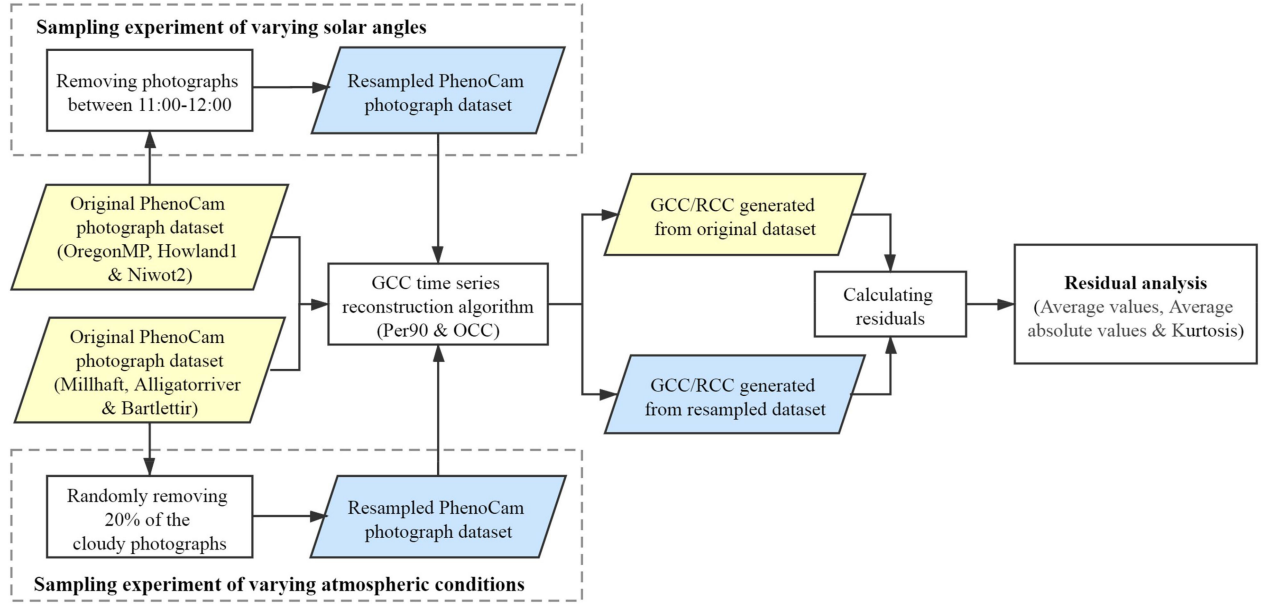 Sampling experiment of varying solar angles
Removing photographs
between 11:00-12:00
Resampled PhenoCam
photograph dataset
Original PhenoCam
photograph dataset
(OregonMP, Howland1
& Niwot2)
Original PhenoCam
photograph dataset
(Millhaft, Alligatorriver
& Bartlettir)
GCC time series
reconstruction algorithm
(Per90 & OCC)
GCC/RCC generated
from original dataset
GCC/RCC generated
from resampled dataset
Calculating
residuals
Residual analysis
(Average values, Average
absolute values & Kurtosis)
Randomly removing
20% of the
cloudy photographs
Resampled PhenoCam
photograph dataset
Sampling experiment of varying atmospheric conditions